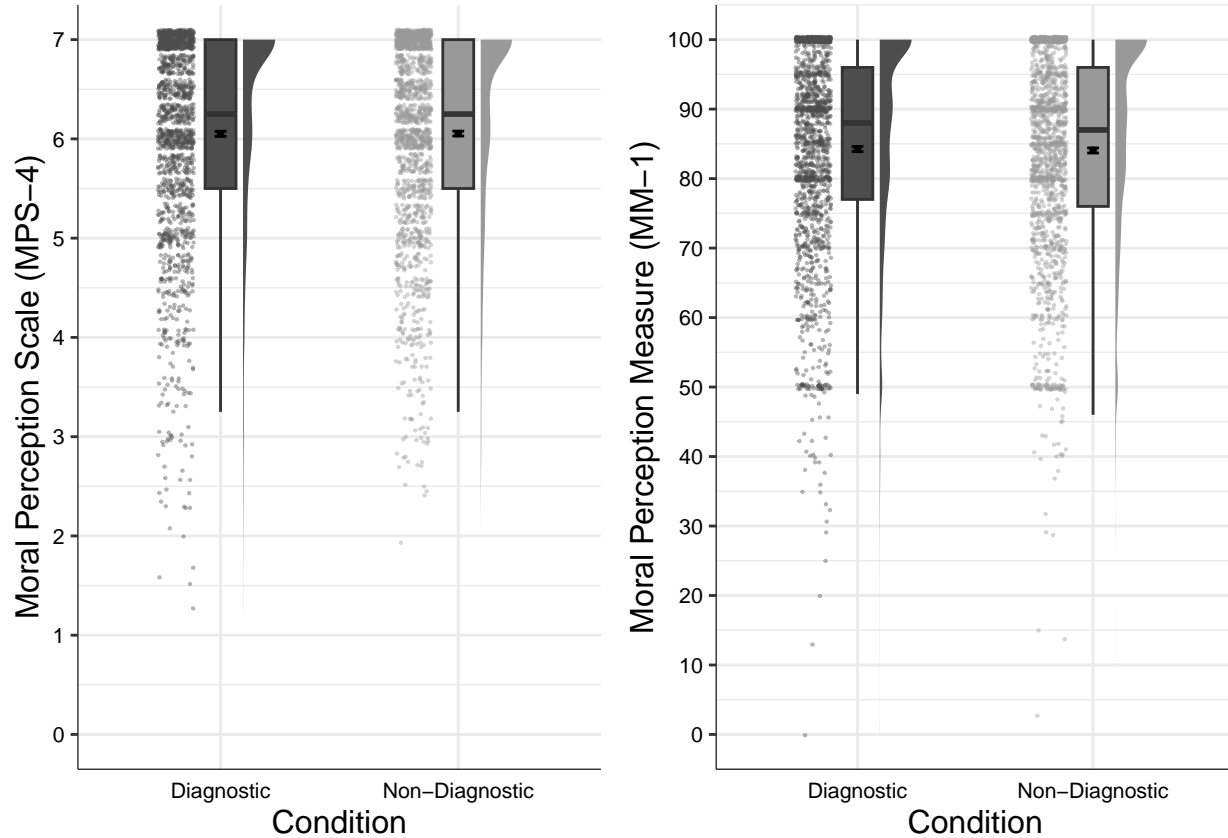 Moral Perception Scale (MPS−4)
7
6
5
4
3
2
1
0
Diagnostic
Non−Diagnostic
Condition
Moral Perception Measure (MM−1)
100
90
80
70
60
50
40
30
20
10
0
Diagnostic
Non−Diagnostic
Condition